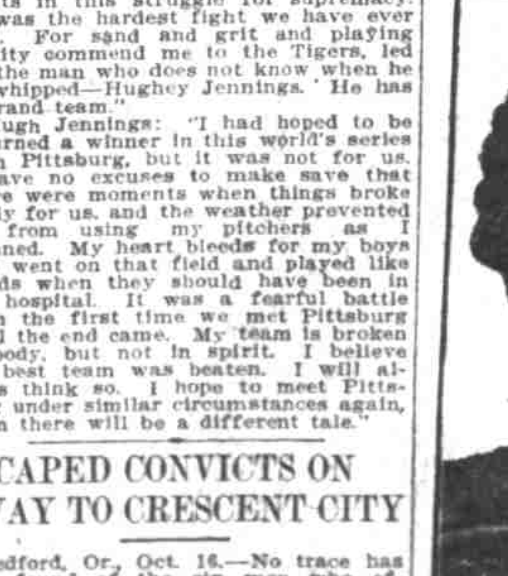 ts in this struggle for supremacy.
was the hardest fight we have ever
For sand and grit and playing
ity commend me to the Tigers, led
the man who does not know when he
whipped—Hughey Jennings. He has
rand team."
ugh Jennings: "I had hoped to be
urned a winner in this world's series
n Pittsburg, but it was not for us.
ave no excuses to make save that
re were moments when things broke
ly for us, and the weather prevented
from using my pitchers as I
nned. My heart bleeds for my boys
went on that field and played like
ds when they should have been in
hospital. It was a fearful battle
n the first time we met Pittsburg
l the end came. My team is broken
body, but not in spirit. I believe
best team was beaten. I will al-
s think so. I hope to meet Pitts-
under similar circumstances again,
n there will be a different tale."
CAPED CONVICTS ON
WAY TO CRESCENT CITY
edford, Or., Oct. 16.—No trace has